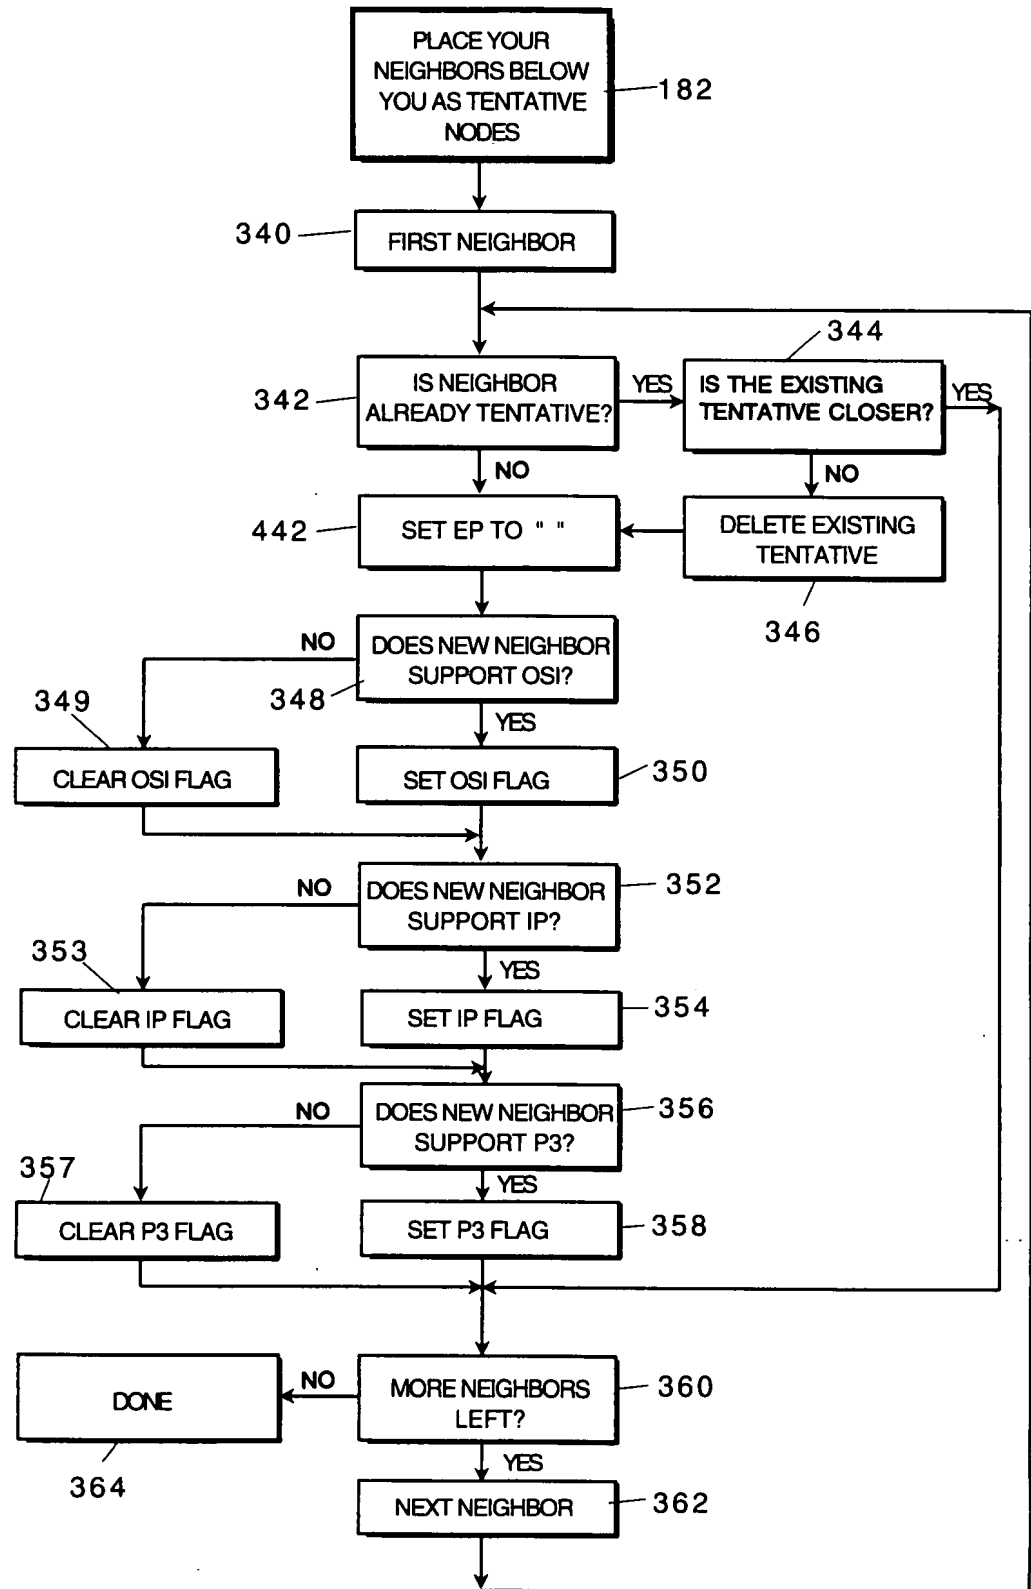 PLACE YOUR
NEIGHBORS BELOW
YOU AS TENTATIVE
NODES
182
340
FIRST NEIGHBOR
344
342
IS NEIGHBOR
ALREADY TENTATIVE?
YES
IS THE EXISTING
TENTATIVE CLOSER?
YES
NO
NO
442
SET EP TO " "
DELETE EXISTING
TENTATIVE
346
NO
DOES NEW NEIGHBOR
SUPPORT OSI?
348
349
YES
CLEAR OSI FLAG
SET OSI FLAG
350
NO
DOES NEW NEIGHBOR
SUPPORT IP?
352
353
YES
CLEAR IP FLAG
SET IP FLAG
354
NO
DOES NEW NEIGHBOR
SUPPORT P3?
356
357
YES
CLEAR P3 FLAG
SET P3 FLAG
358
DONE
NO
MORE NEIGHBORS
LEFT?
360
364
YES
NEXT NEIGHBOR
362